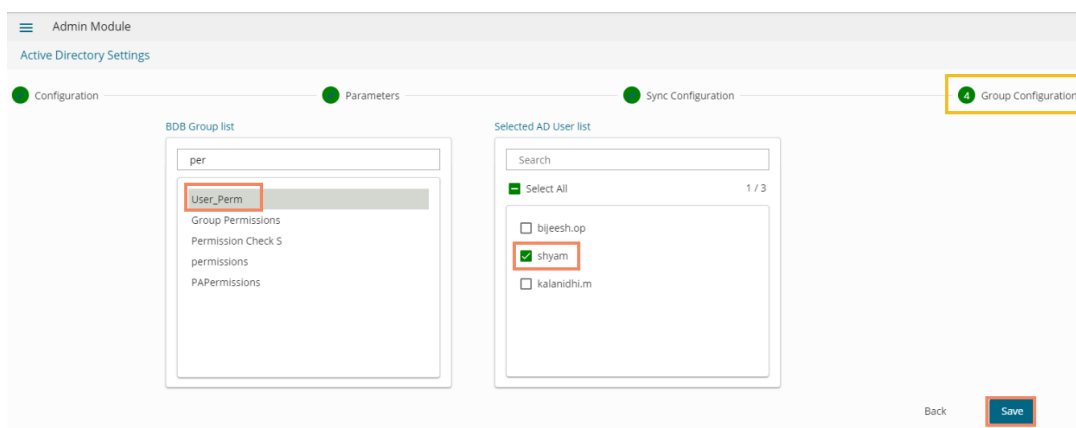 Admin Module
Active Directory Settings
Configuration
Parameters
Sync Configuration
4 Group Configuration
BDB Group list
Selected AD User list
per
Search
Select All 1 / 3
User_Perm
Group Permissions
Permission Check S
permissions
PAPermissions
bijeesh.op
shyam
kalanidhi.m
Back
Save